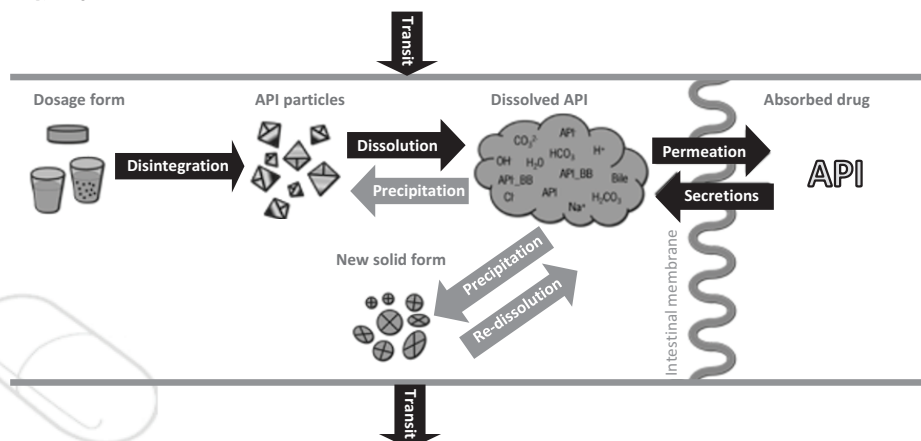 Transit
Dosage form
API particles
Dissolved API
Absorbed drug
Disintegration
Dissolution
Precipitation
CO₃²⁻
API
H⁺
OH
H₂O
HCO₃
API_BB
API_BB
Bile
Cl
API
Na⁺
H₂CO₃
Permeation
Secretions
API
New solid form
Precipitation
Re-dissolution
Intestinal membrane
Transit